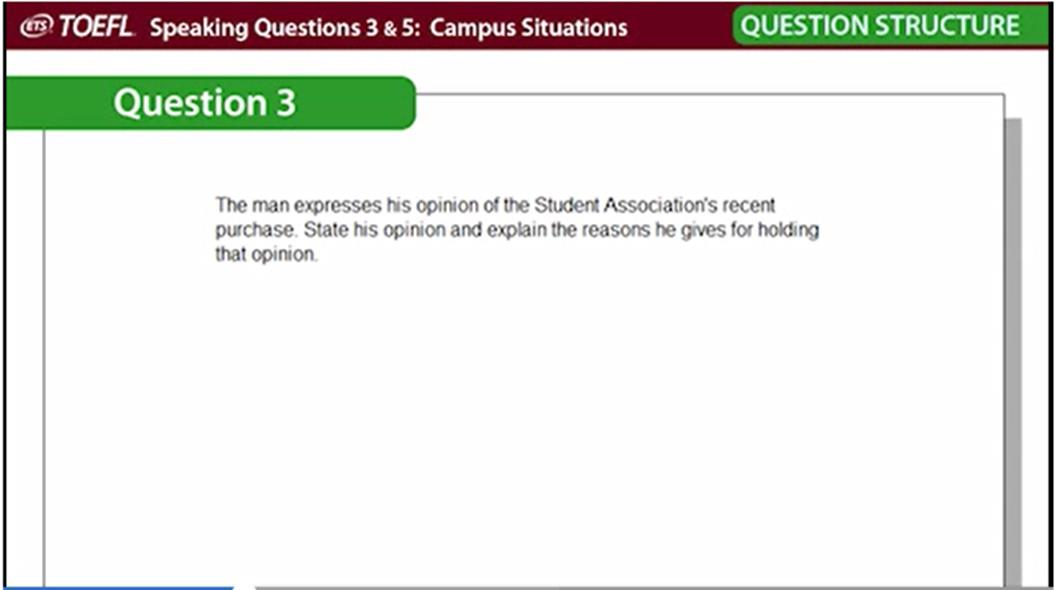 ETS TOEFL Speaking Questions 3 & 5: Campus Situations QUESTION STRUCTURE
Question 3
The man expresses his opinion of the Student Association's recent
purchase. State his opinion and explain the reasons he gives for holding
that opinion.